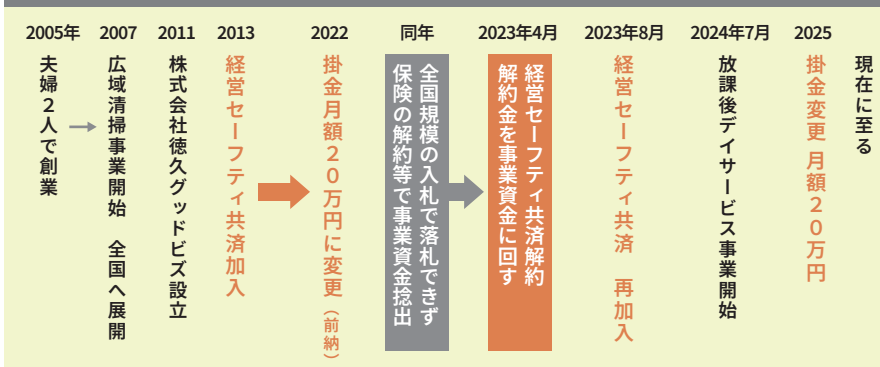 2005年
夫婦２人で創業
2007
広域清掃事業開始　全国へ展開
2011
株式会社徳久グッドビズ設立
2013
経営セーフティ共済加入
2022
掛金月額２０万円に変更（前納）
同年
全国規模の入札で落札できず
保険の解約等で事業資金捻出
2023年4月
経営セーフティ共済解約
解約金を事業資金に回す
2023年8月
経営セーフティ共済　再加入
2024年7月
放課後デイサービス事業開始
2025
掛金変更 月額２０万円
現在に至る